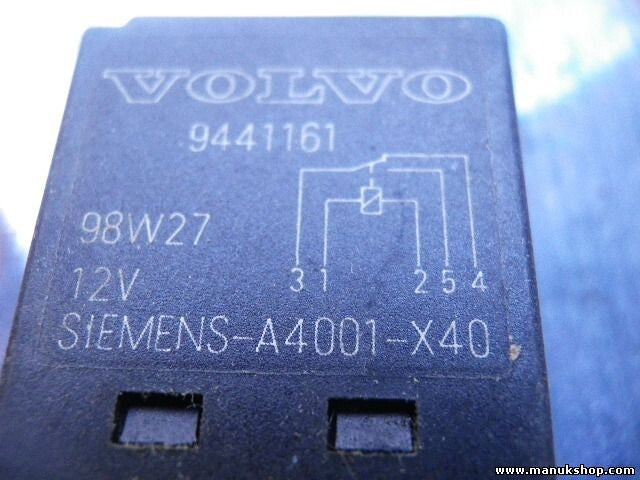 VOLVO
9441161
98W27
12V
3 1 2 5 4
SIEMENS-A4001-X40
www.manukshop.com